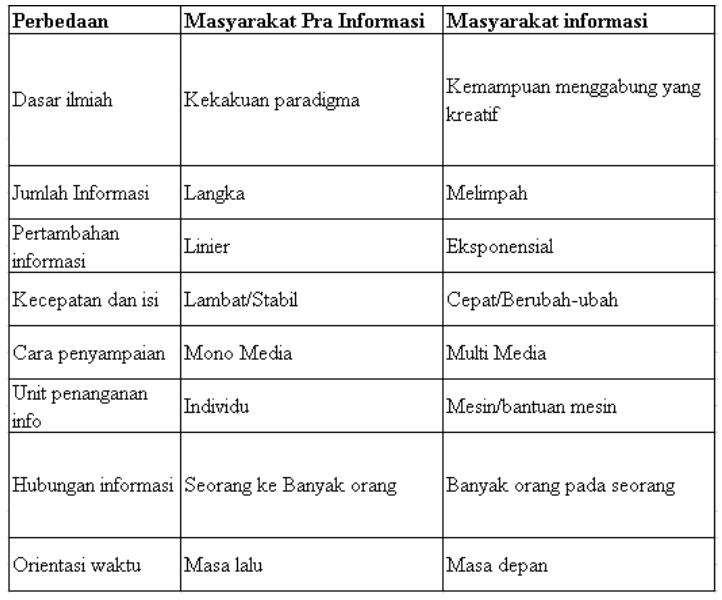 Perbedaan Masyarakat Pra Informasi Masyarakat informasi
Dasar ilmiah Kekakuan paradigma Kemampuan menggabung yang
kreatif
Jumlah Informasi Langka Melimpah
Pertambahan
informasi Linier Eksponensial
Kecepatan dan isi Lambat/Stabil Cepat/Berubah-ubah
Cara penyampaian Mono Media Multi Media
Unit penanganan
info Individu Mesin/bantuan mesin
Hubungan informasi Seorang ke Banyak orang Banyak orang pada seorang
Orientasi waktu Masa lalu Masa depan